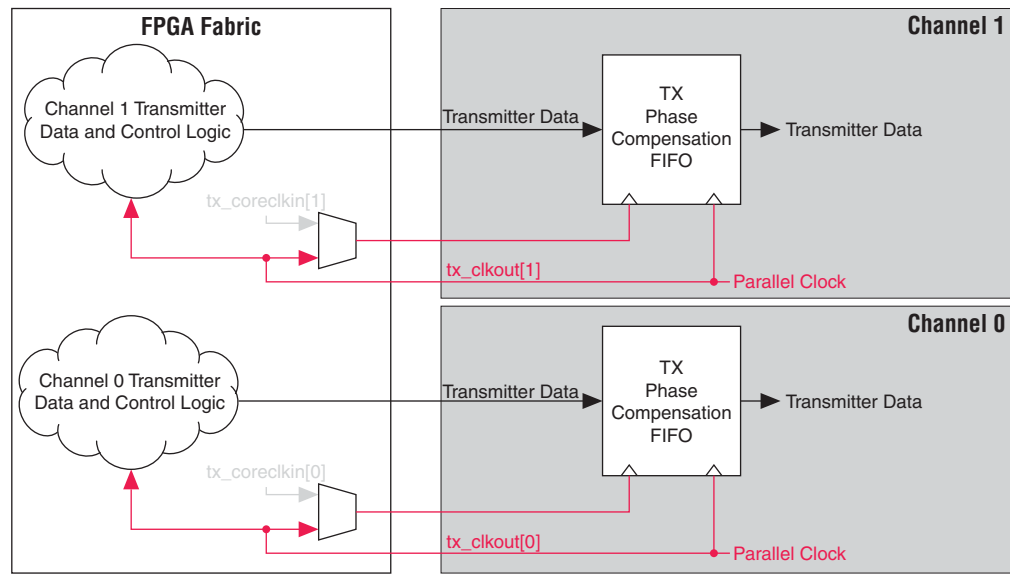 FPGA Fabric
Channel 1
Channel 1 Transmitter
Data and Control Logic
Transmitter Data
TX
Phase
Compensation
FIFO
Transmitter Data
tx_coreclkin[1]
tx_clkout[1]
Parallel Clock
Channel 0
Channel 0 Transmitter
Data and Control Logic
Transmitter Data
TX
Phase
Compensation
FIFO
Transmitter Data
tx_coreclkin[0]
tx_clkout[0]
Parallel Clock